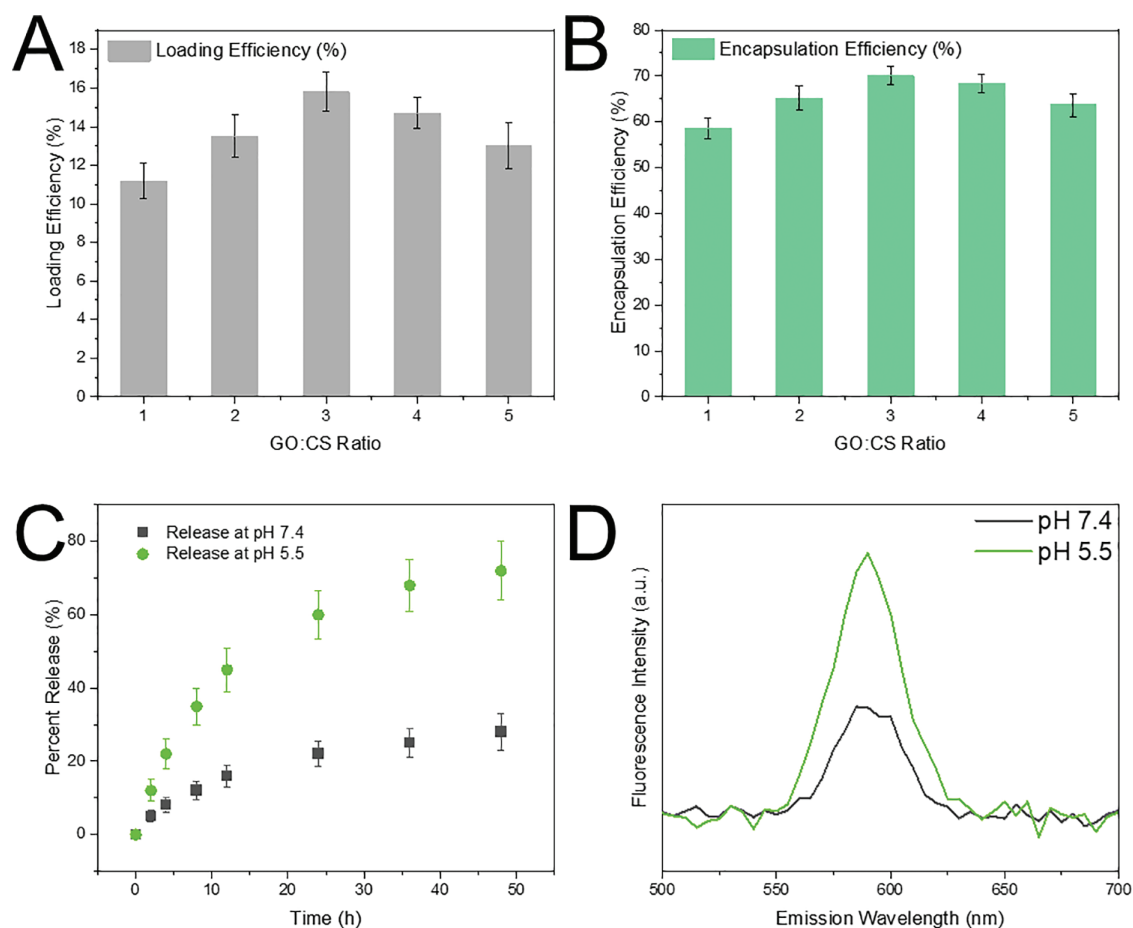 A
Loading Efficiency (%)
18
16
14
12
10
8
6
4
2
0
Loading Efficiency (%)
1 2 3 4 5
GO:CS Ratio
B
Encapsulation Efficiency (%)
80
70
60
50
40
30
20
10
0
Encapsulation Efficiency (%)
1 2 3 4 5
GO:CS Ratio
C
Release at pH 7.4
Release at pH 5.5
80
60
40
20
0
Percent Release (%)
0 10 20 30 40 50
Time (h)
D
pH 7.4
pH 5.5
Fluorescence Intensity (a.u.)
500 550 600 650 700
Emission Wavelength (nm)